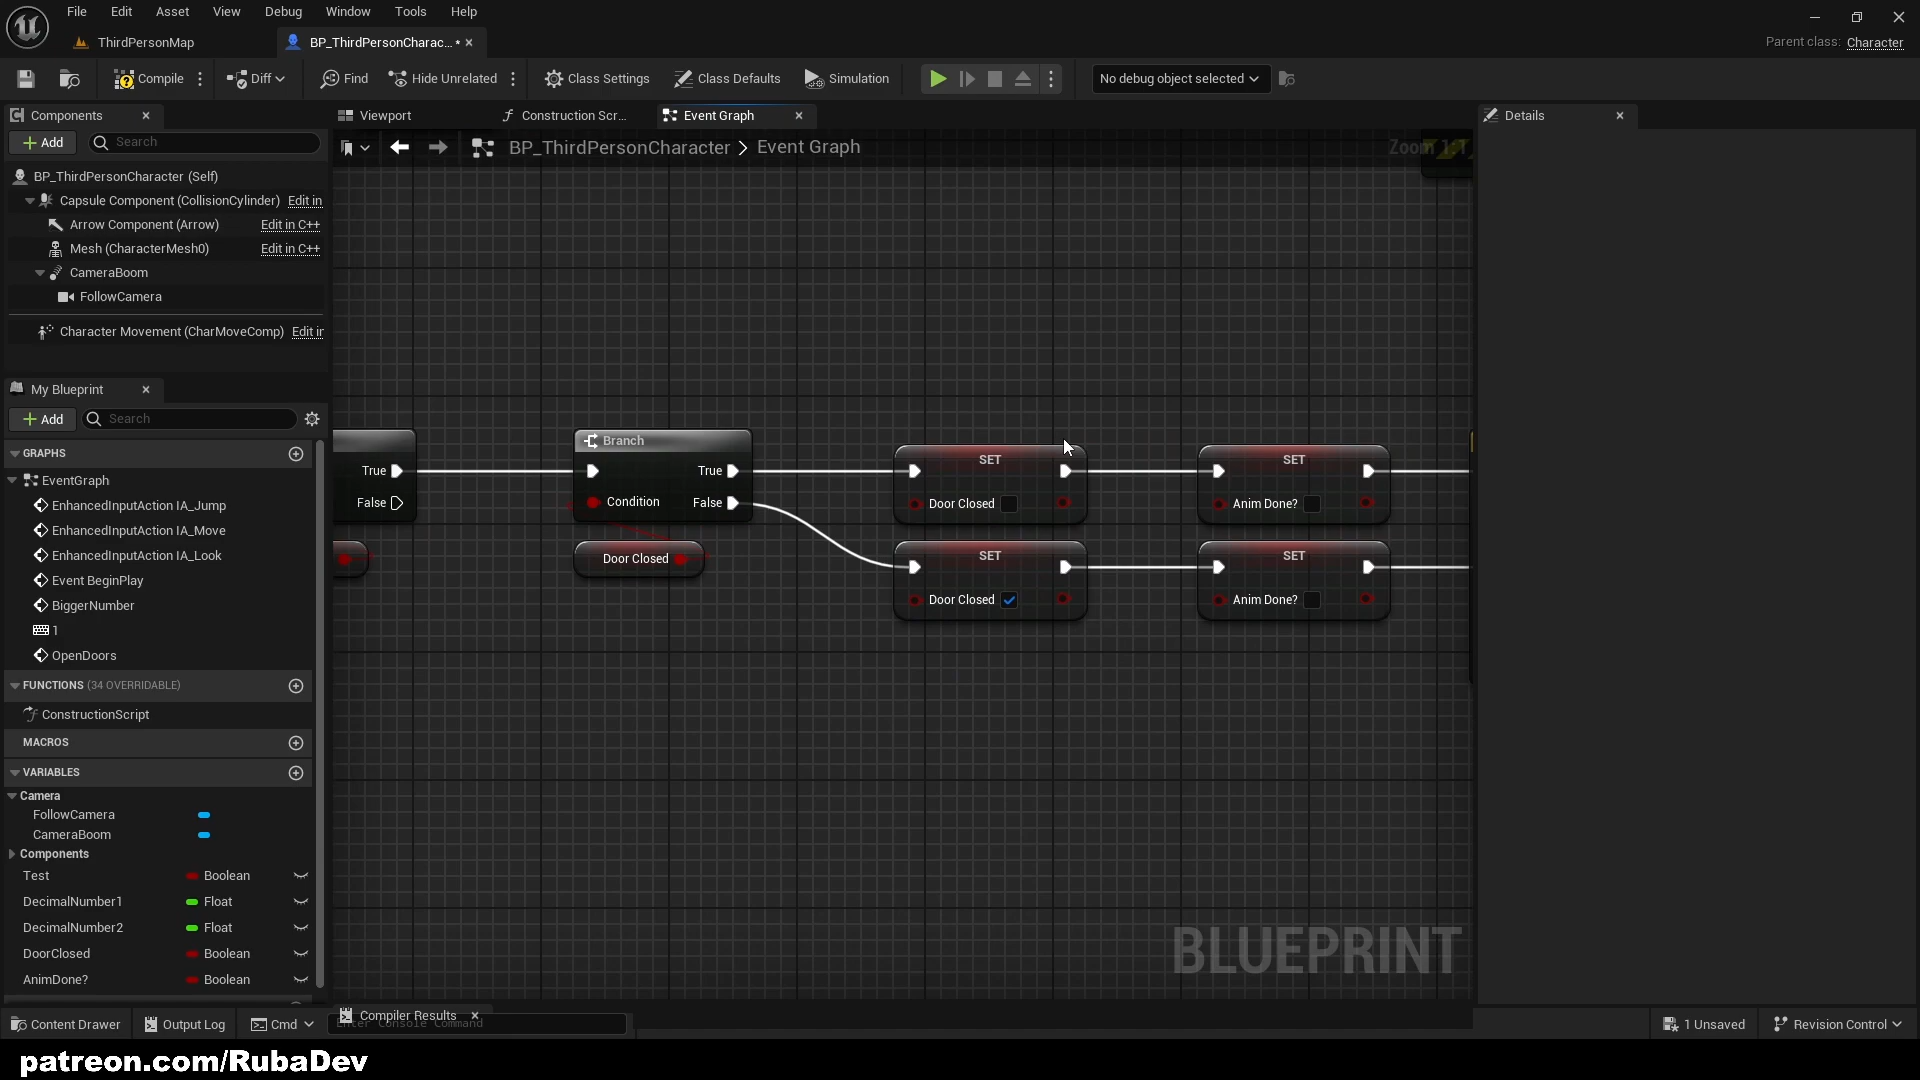 File Edit Asset View Debug Window Tools Help
ThirdPersonMap
BP_ThirdPersonCharac... •
Parent class: Character
Compile
Diff
Find
Hide Unrelated
Class Settings
Class Defaults
Simulation
No debug object selected
Components
Add
Search
BP_ThirdPersonCharacter (Self)
Capsule Component (CollisionCylinder) Edit in
Arrow Component (Arrow) Edit in C++
Mesh (CharacterMesh0) Edit in C++
CameraBoom
FollowCamera
Character Movement (CharMoveComp) Edit ir
My Blueprint
Add
Search
GRAPHS
EventGraph
EnhancedInputAction IA_Jump
EnhancedInputAction IA_Move
EnhancedInputAction IA_Look
Event BeginPlay
BiggerNumber
1
OpenDoors
FUNCTIONS (34 OVERRIDABLE)
ConstructionScript
MACROS
VARIABLES
Camera
FollowCamera
CameraBoom
Components
Test Boolean
DecimalNumber1 Float
DecimalNumber2 Float
DoorClosed Boolean
AnimDone? Boolean
Viewport
Construction Scr...
Event Graph
BP_ThirdPersonCharacter > Event Graph
Zoom 1:1
True
False
Branch
True
Condition False
Door Closed
SET
Door Closed
SET
Anim Done?
SET
Door Closed
SET
Anim Done?
BLUEPRINT
Details
Compiler Results
Content Drawer
Output Log
Cmd
Enter Console Command
1 Unsaved
Revision Control
patreon.com/RubaDev